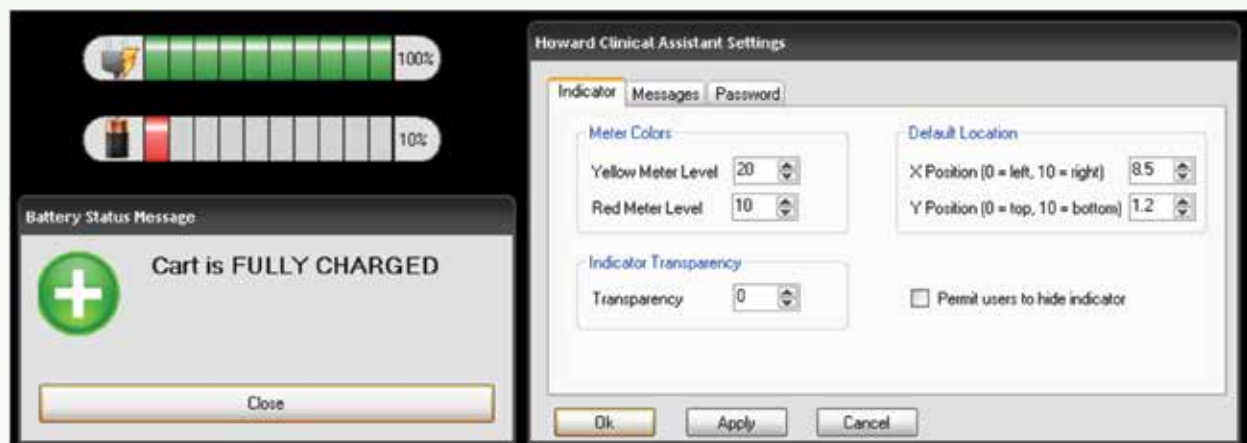 100%
10%
Battery Status Message
Cart is FULLY CHARGED
Close
Howard Clinical Assistant Settings
Indicator Messages Password
Meter Colors
Yellow Meter Level 20
Red Meter Level 10
Default Location
X Position (0 = left, 10 = right) 8.5
Y Position (0 = top, 10 = bottom) 1.2
Indicator Transparency
Transparency 0
Permit users to hide indicator
Ok Apply Cancel